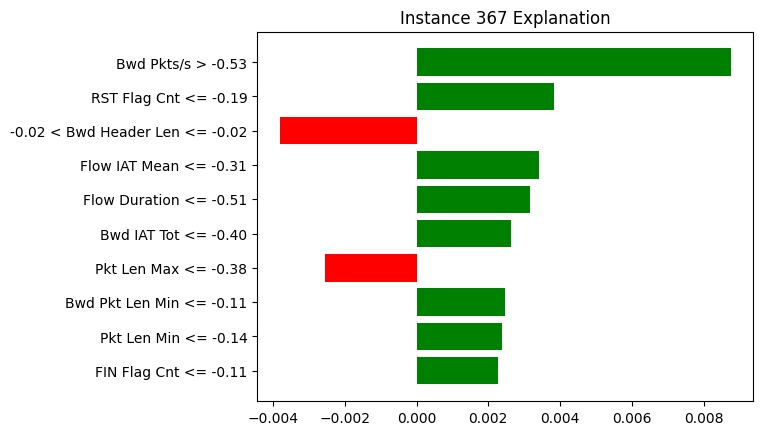 Instance 367 Explanation
Bwd Pkts/s > -0.53
RST Flag Cnt <= -0.19
-0.02 < Bwd Header Len <= -0.02
Flow IAT Mean <= -0.31
Flow Duration <= -0.51
Bwd IAT Tot <= -0.40
Pkt Len Max <= -0.38
Bwd Pkt Len Min <= -0.11
Pkt Len Min <= -0.14
FIN Flag Cnt <= -0.11
−0.004 −0.002 0.000 0.002 0.004 0.006 0.008